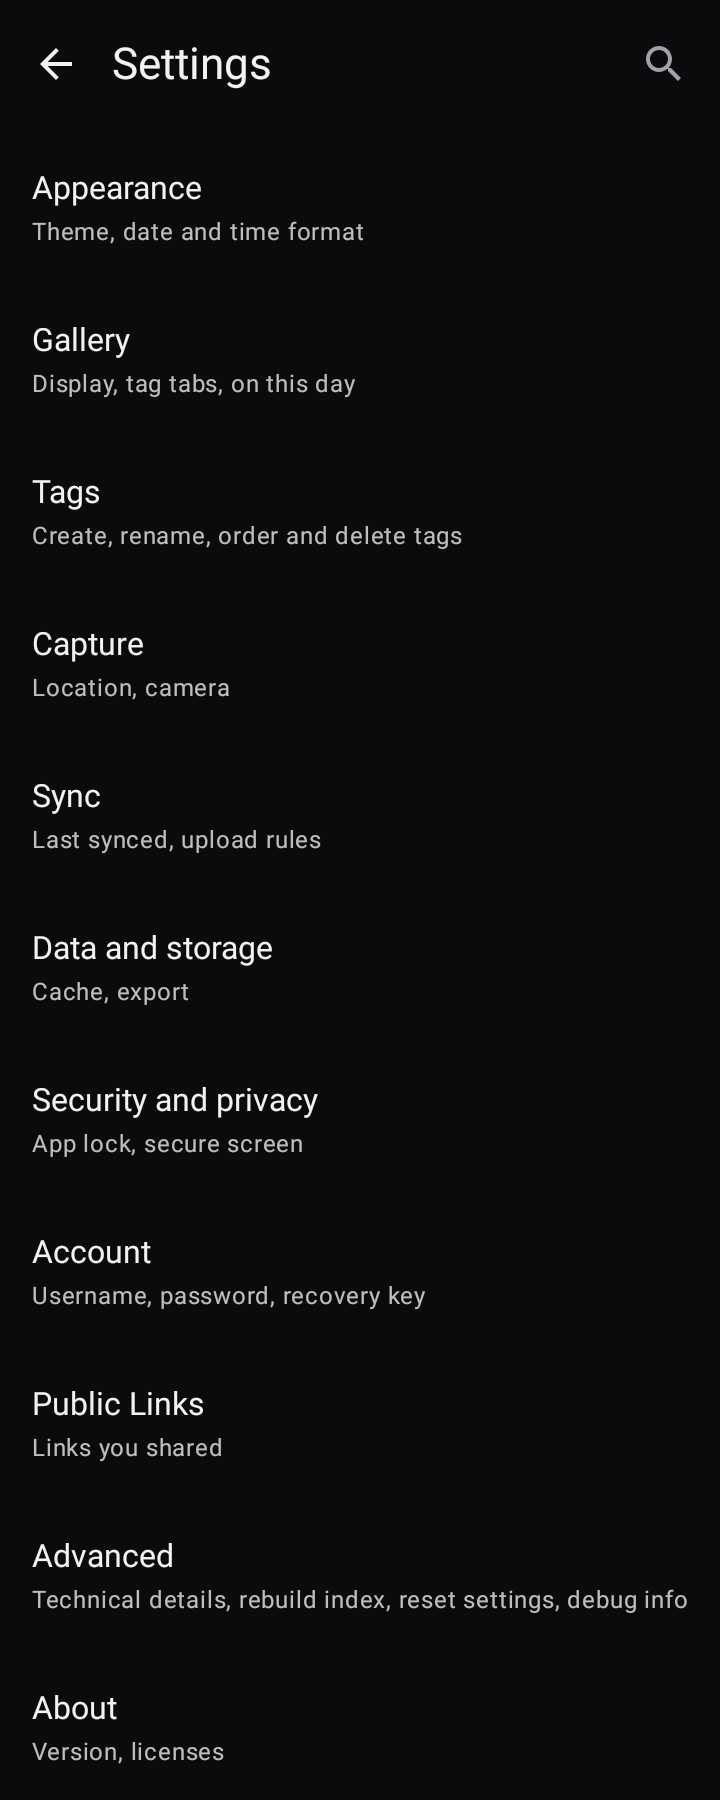 Settings
Appearance
Theme, date and time format
Gallery
Display, tag tabs, on this day
Tags
Create, rename, order and delete tags
Capture
Location, camera
Sync
Last synced, upload rules
Data and storage
Cache, export
Security and privacy
App lock, secure screen
Account
Username, password, recovery key
Public Links
Links you shared
Advanced
Technical details, rebuild index, reset settings, debug info
About
Version, licenses